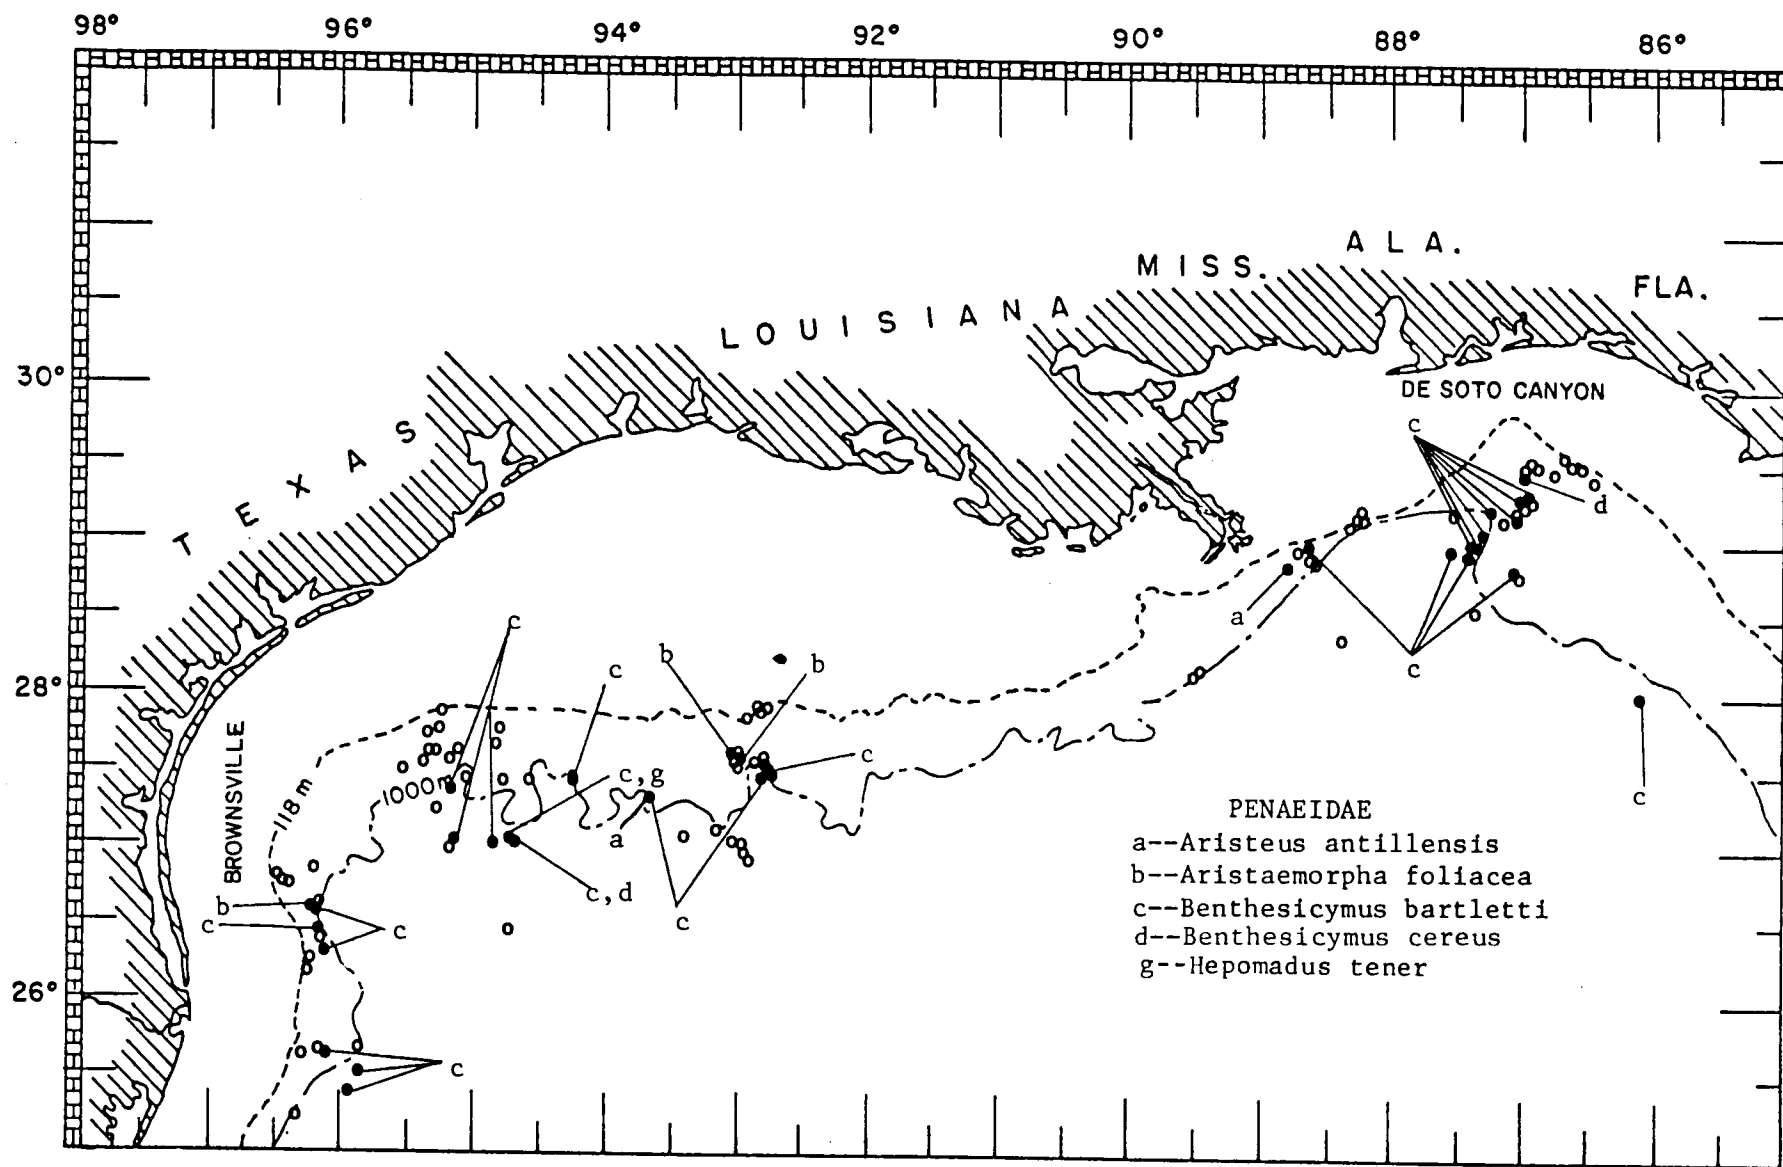 98° 96° 94° 92° 90° 88° 86°
ALA.
MISS.
FLA.
LOUISIANA
30°
DE SOTO CANYON
TEXAS
c
d
a
c
b
b
c
c
28°
BROWNSVILLE
c
c,g
1000m
118 m
c
PENAEIDAE
a
a--Aristeus antillensis
b--Aristaemorpha foliacea
c,d
b
c--Benthesicymus bartletti
c
c
c
d--Benthesicymus cereus
g--Hepomadus tener
26°
c